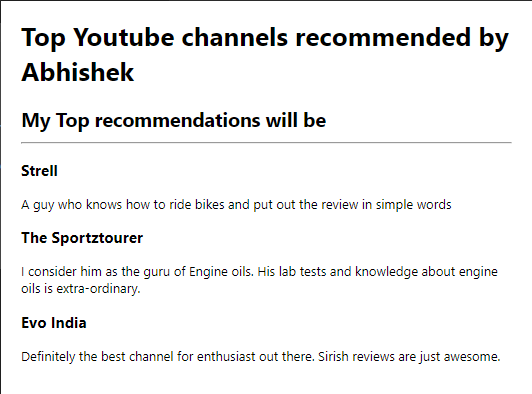 Top Youtube channels recommended by
Abhishek
My Top recommendations will be
Strell
A guy who knows how to ride bikes and put out the review in simple words
The Sportztourer
I consider him as the guru of Engine oils. His lab tests and knowledge about engine
oils is extra-ordinary.
Evo India
Definitely the best channel for enthusiast out there. Sirish reviews are just awesome.